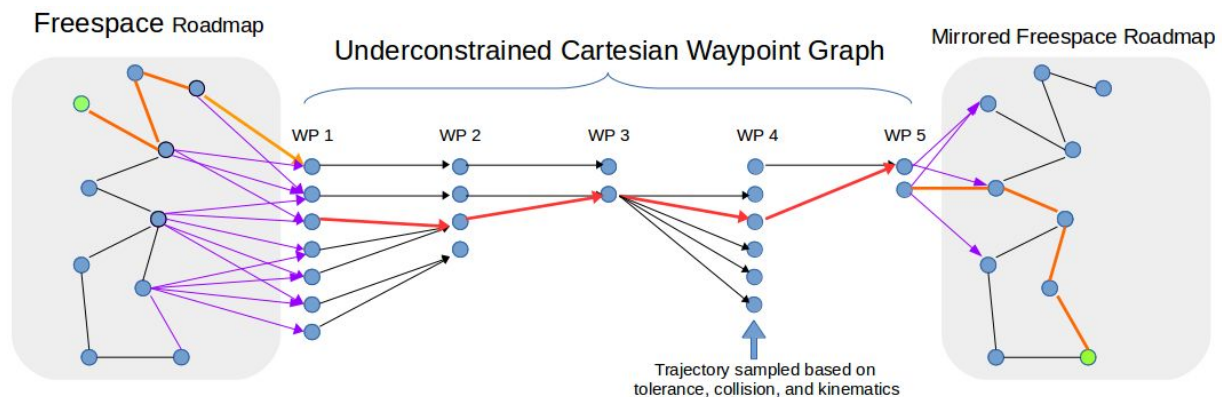 Freespace Roadmap
Underconstrained Cartesian Waypoint Graph
Mirrored Freespace Roadmap
WP 1
WP 2
WP 3
WP 4
WP 5
Trajectory sampled based on
tolerance, collision, and kinematics